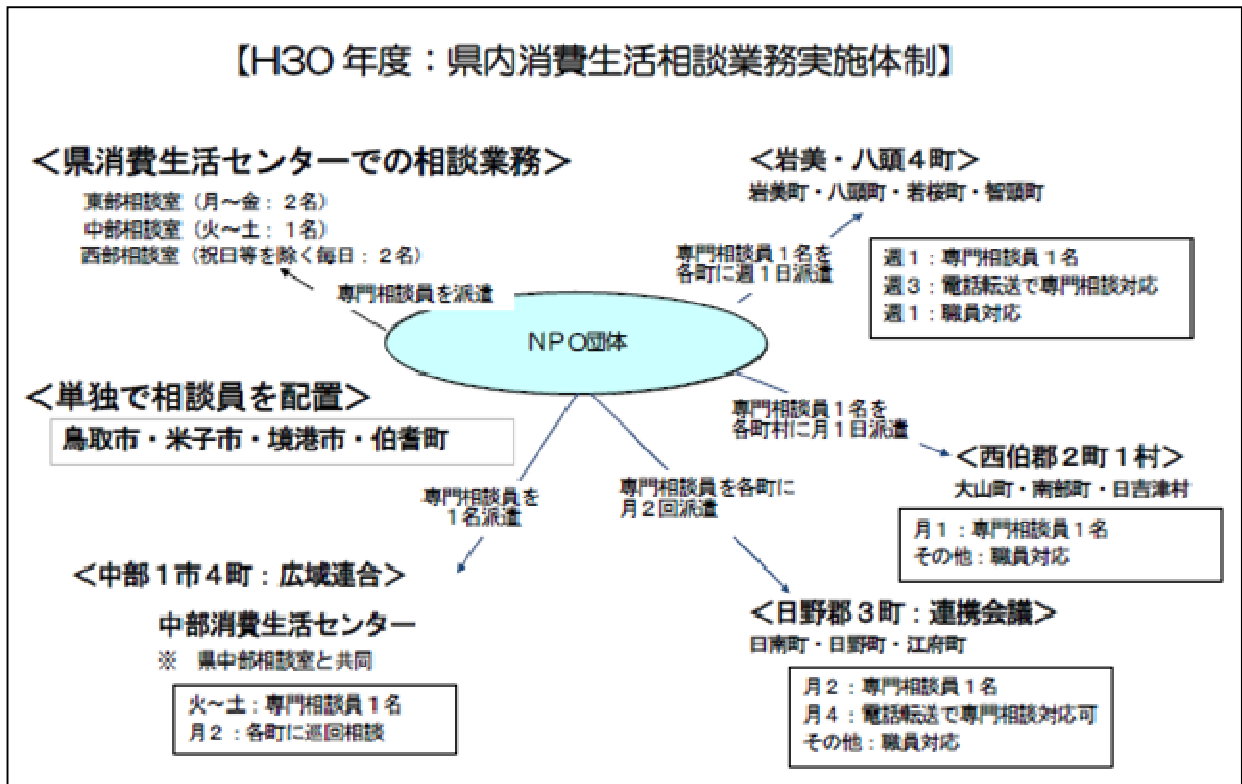 【H30 年度：県内消費生活相談業務実施体制】
＜県消費生活センターでの相談業務＞
東部相談室（月～金：２名）
中部相談室（火～土：１名）
西部相談室（祝日等を除く毎日：２名）
専門相談員を派遣
＜岩美・八頭４町＞
岩美町・八頭町・若桜町・智頭町
専門相談員１名を
各町に週１日派遣
週１：専門相談員１名
週３：電話転送で専門相談対応
週１：職員対応
ＮＰＯ団体
＜単独で相談員を配置＞
鳥取市・米子市・境港市・伯耆町
専門相談員１名を
各町村に月１日派遣
＜西伯郡２町１村＞
大山町・南部町・日吉津村
月１：専門相談員１名
その他：職員対応
専門相談員を
１名派遣
専門相談員を各町に
月２回派遣
＜中部１市４町：広域連合＞
中部消費生活センター
※　県中部相談室と共同
火～土：専門相談員１名
月２：各町に巡回相談
＜日野郡３町：連携会議＞
日南町・日野町・江府町
月２：専門相談員１名
月４：電話転送で専門相談対応可
その他：職員対応